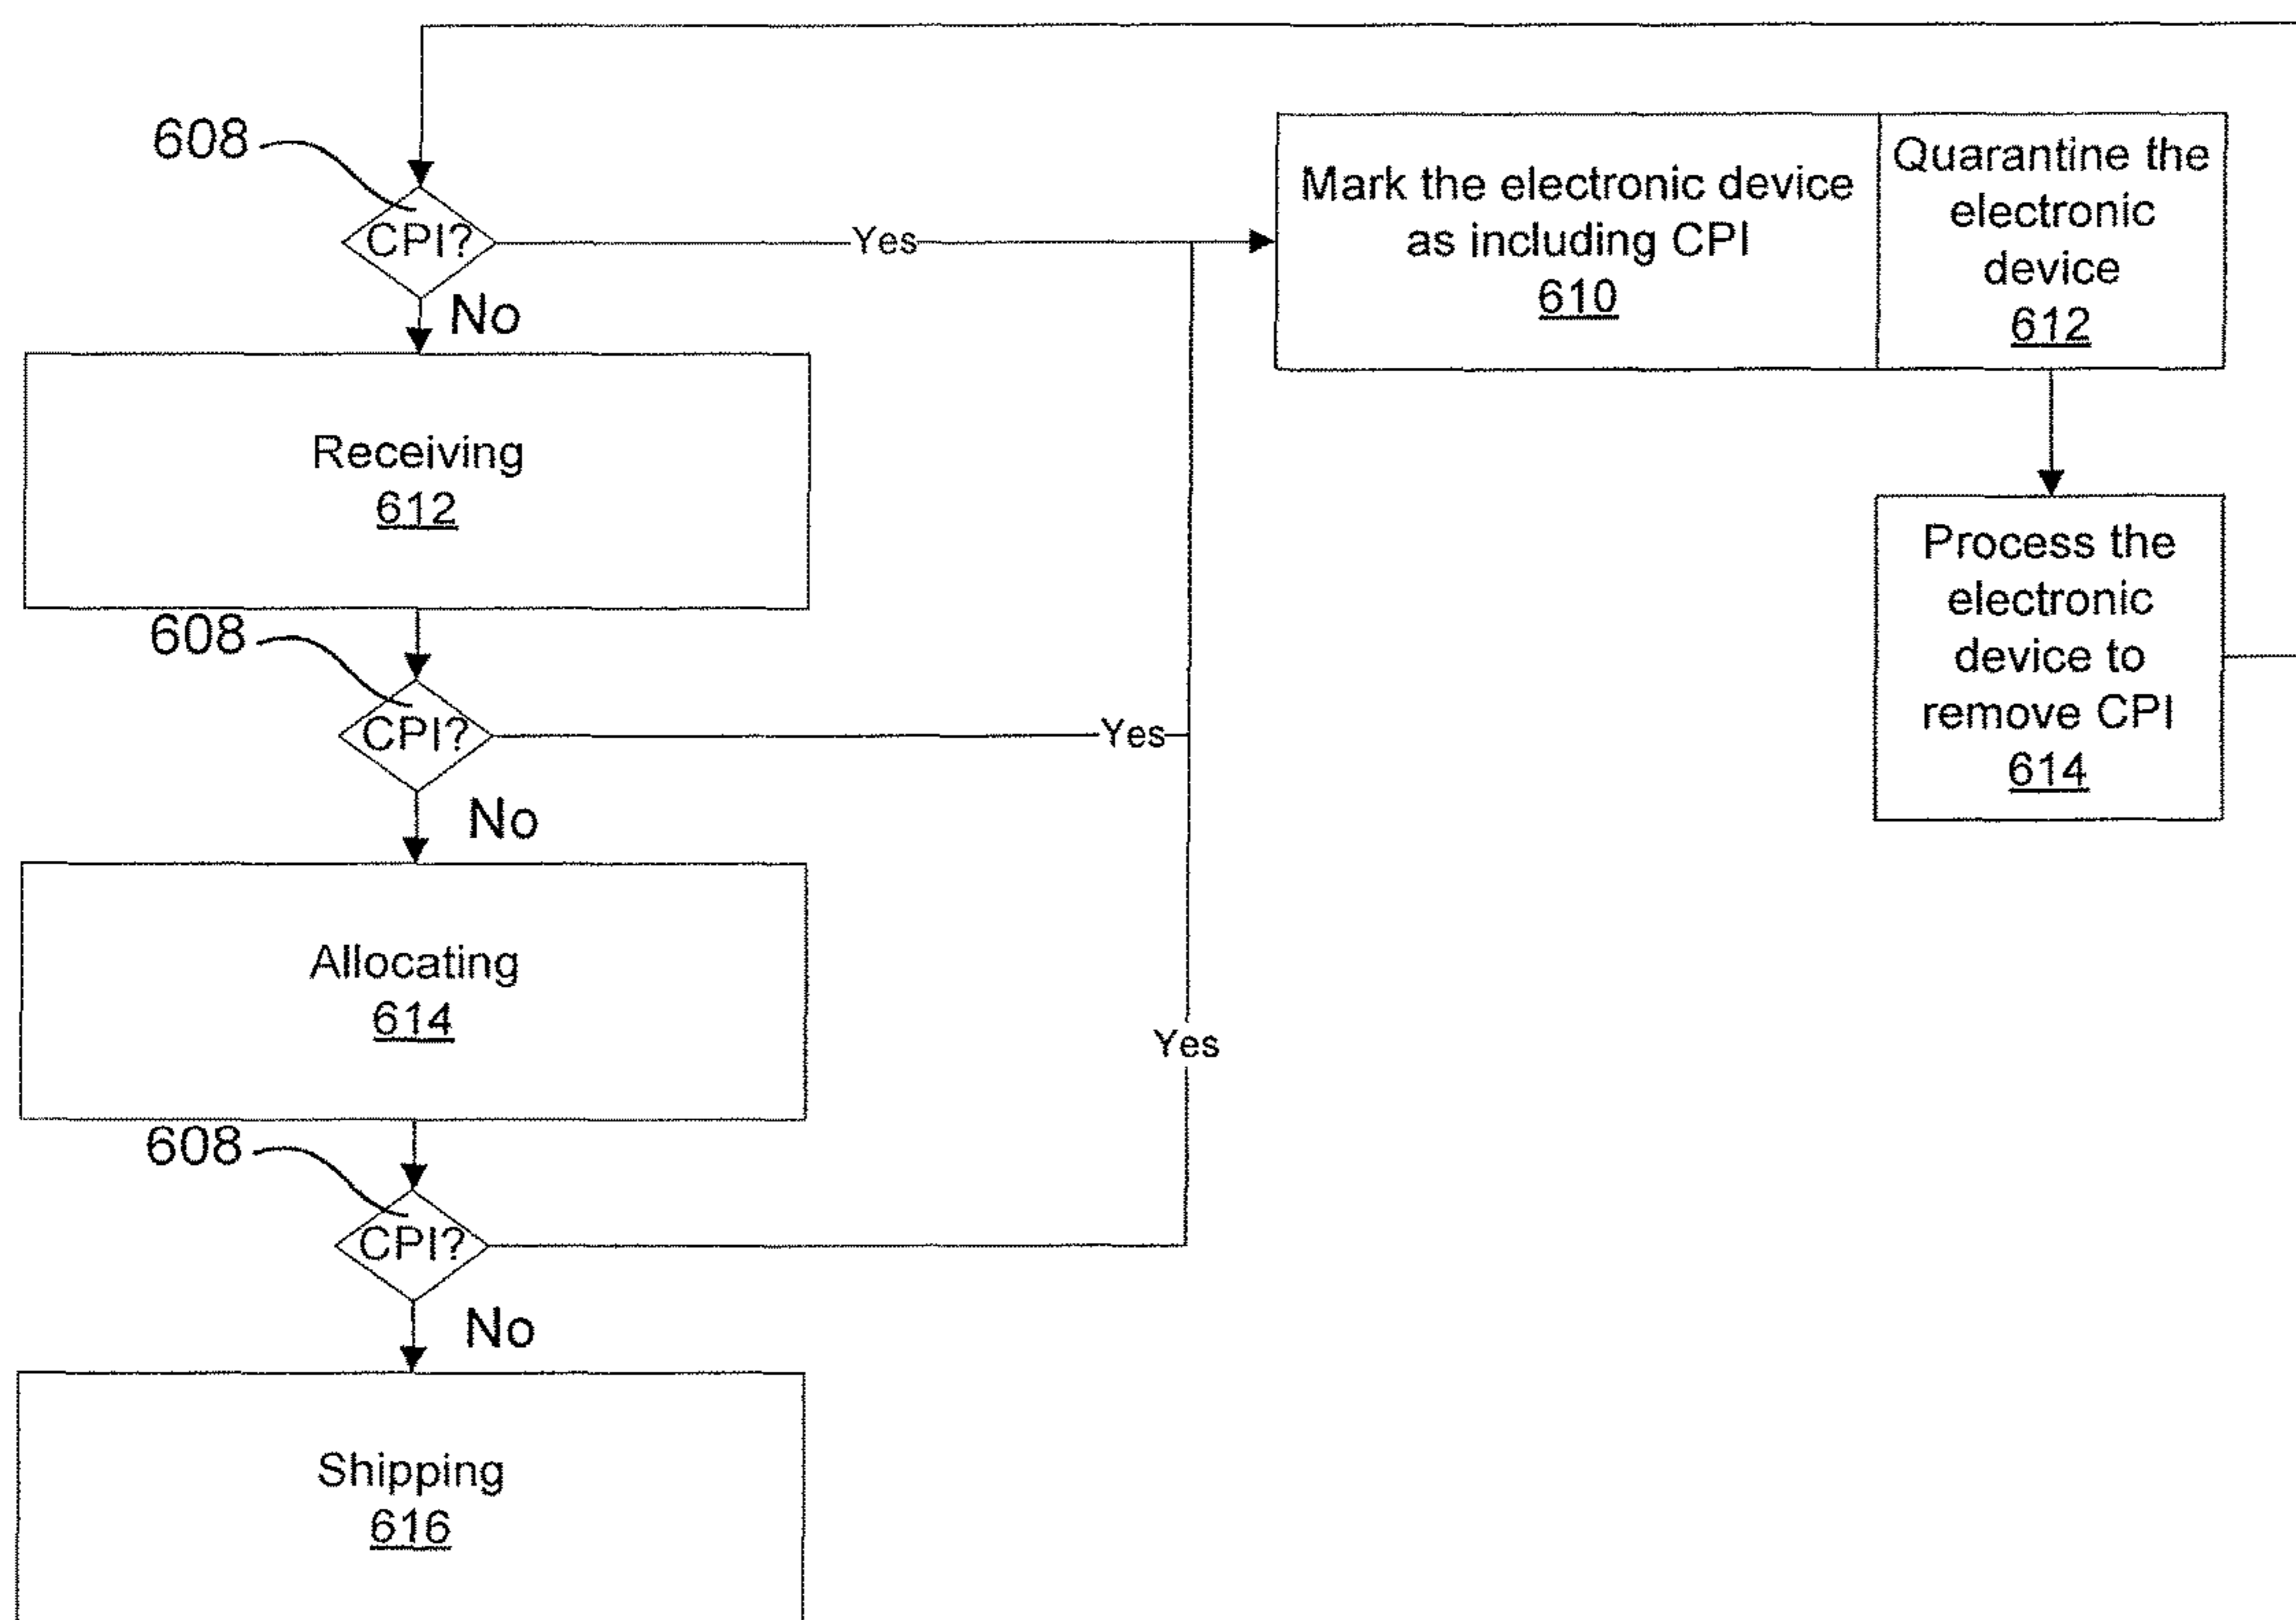 608
CPI?
Yes
No
Mark the electronic device
as including CPI
610
Quarantine the
electronic
device
612
Receiving
612
Process the
electronic
device to
remove CPI
614
608
CPI?
Yes
No
Allocating
614
Yes
608
CPI?
No
Shipping
616